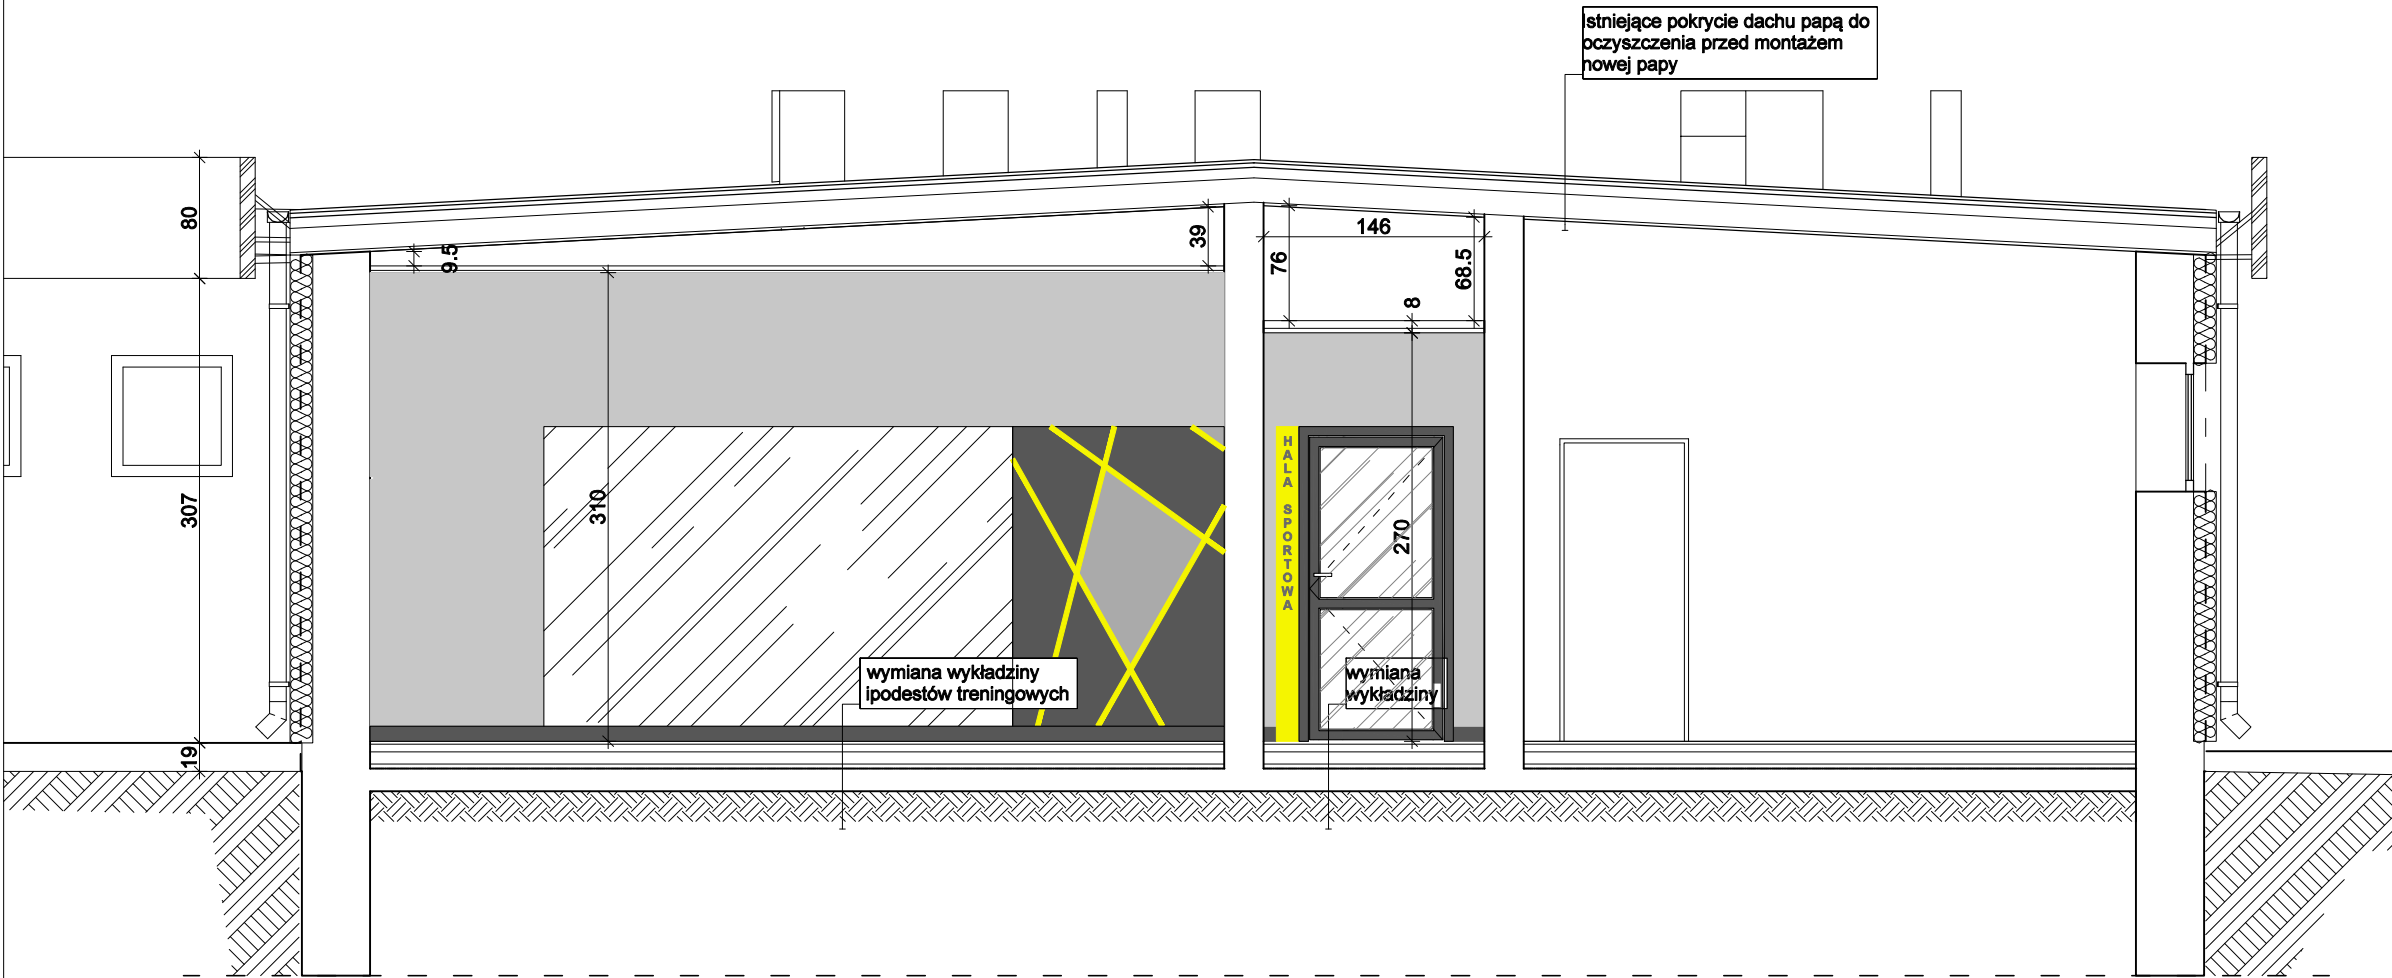 Istniejące pokrycie dachu papą do
oczyszczenia przed montażem
nowej papy
80
9.5
39
146
76
68.5
8
307
310
270
HALA SPORTOWA
wymiana wykładziny
ipodestów treningowych
wymiana
wykładziny
19